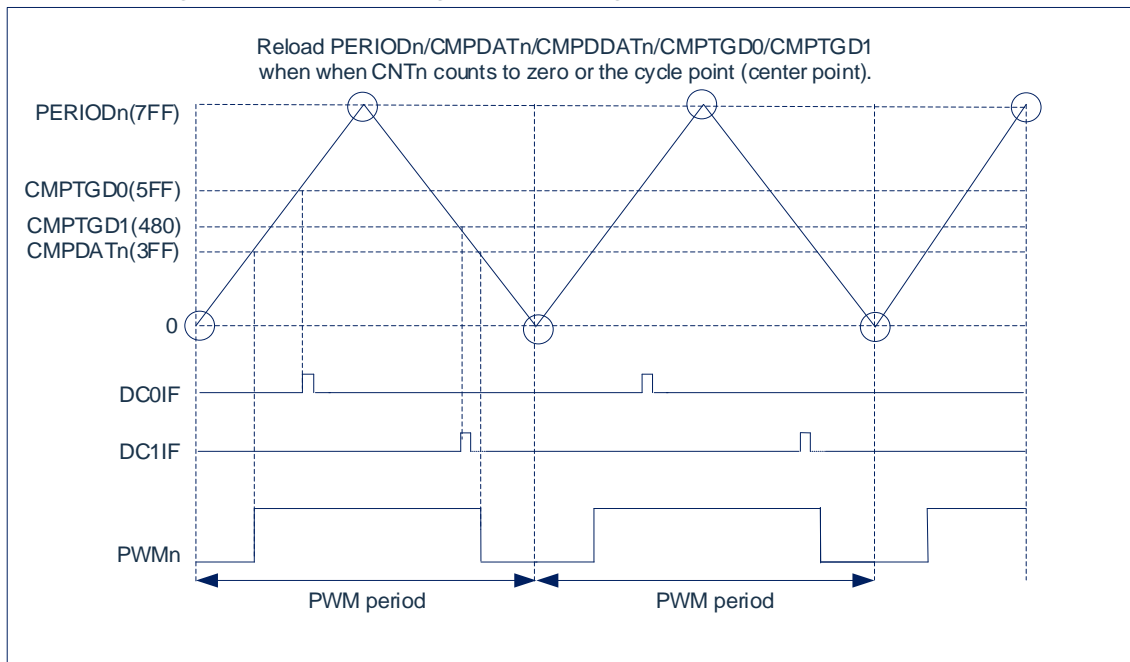 Reload PERIODn/CMPDATn/CMPDDATn/CMPTGD0/CMPTGD1
when when CNTn counts to zero or the cycle point (center point).
PERIODn(7FF)
CMPTGD0(5FF)
CMPTGD1(480)
CMPDATn(3FF)
0
DC0IF
DC1IF
PWMn
PWM period PWM period